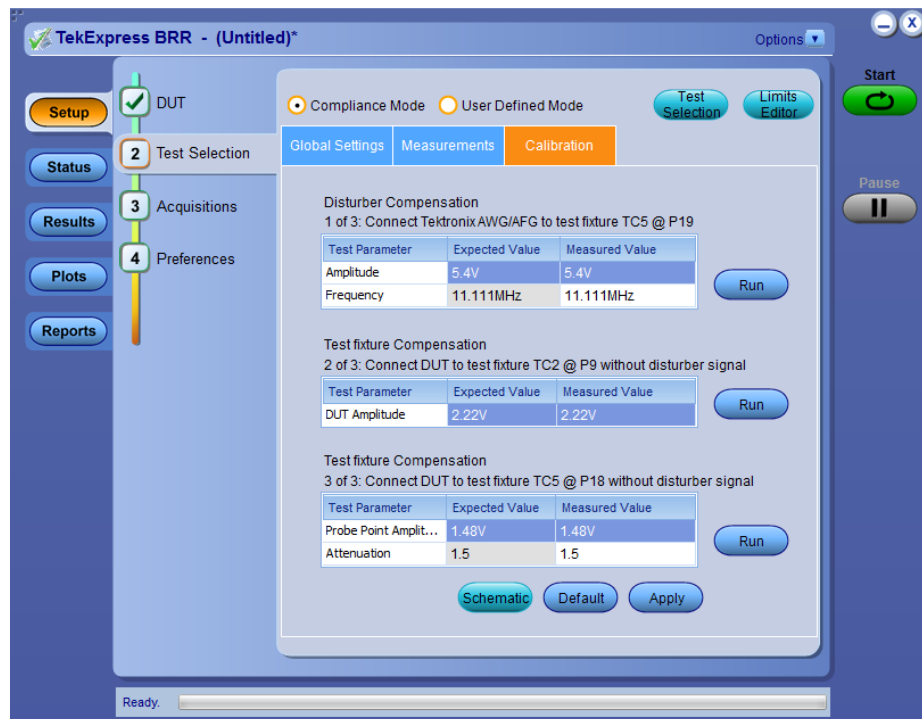 TekExpress BRR - (Untitled)*
Options
Start
Pause
Setup
Status
Results
Plots
Reports
DUT
2 Test Selection
3 Acquisitions
4 Preferences
Compliance Mode
User Defined Mode
Test Selection
Limits Editor
Global Settings
Measurements
Calibration
Disturber Compensation
1 of 3: Connect Tektronix AWG/AFG to test fixture TC5 @ P19
Test Parameter Expected Value Measured Value
Amplitude 5.4V 5.4V
Frequency 11.111MHz 11.111MHz
Run
Test fixture Compensation
2 of 3: Connect DUT to test fixture TC2 @ P9 without disturber signal
Test Parameter Expected Value Measured Value
DUT Amplitude 2.22V 2.22V
Run
Test fixture Compensation
3 of 3: Connect DUT to test fixture TC5 @ P18 without disturber signal
Test Parameter Expected Value Measured Value
Probe Point Amplit... 1.48V 1.48V
Attenuation 1.5 1.5
Run
Schematic
Default
Apply
Ready.